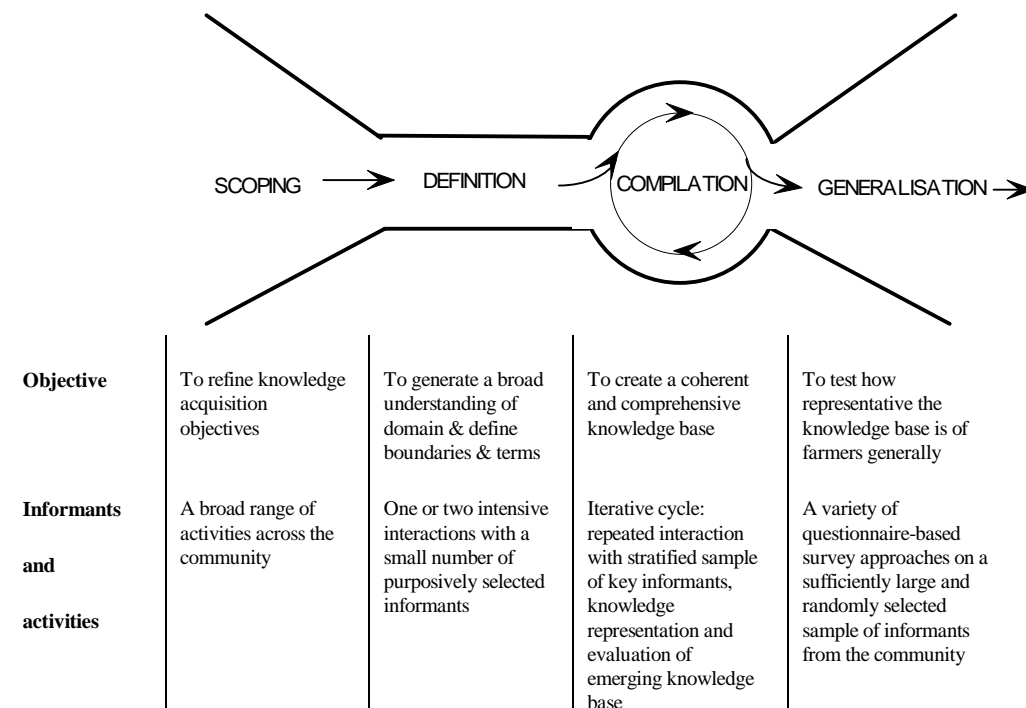 SCOPING
DEFINITION
COMPILATION
GENERALISATION
Objective
To refine knowledge
acquisition
objectives
To generate a broad
understanding of
domain & define
boundaries & terms
To create a coherent
and comprehensive
knowledge base
To test how
representative the
knowledge base is of
farmers generally
Informants
and
activities
A broad range of
activities across the
community
One or two intensive
interactions with a
small number of
purposively selected
informants
Iterative cycle:
repeated interaction
with stratified sample
of key informants,
knowledge
representation and
evaluation of
emerging knowledge
base
A variety of
questionnaire-based
survey approaches on a
sufficiently large and
randomly selected
sample of informants
from the community